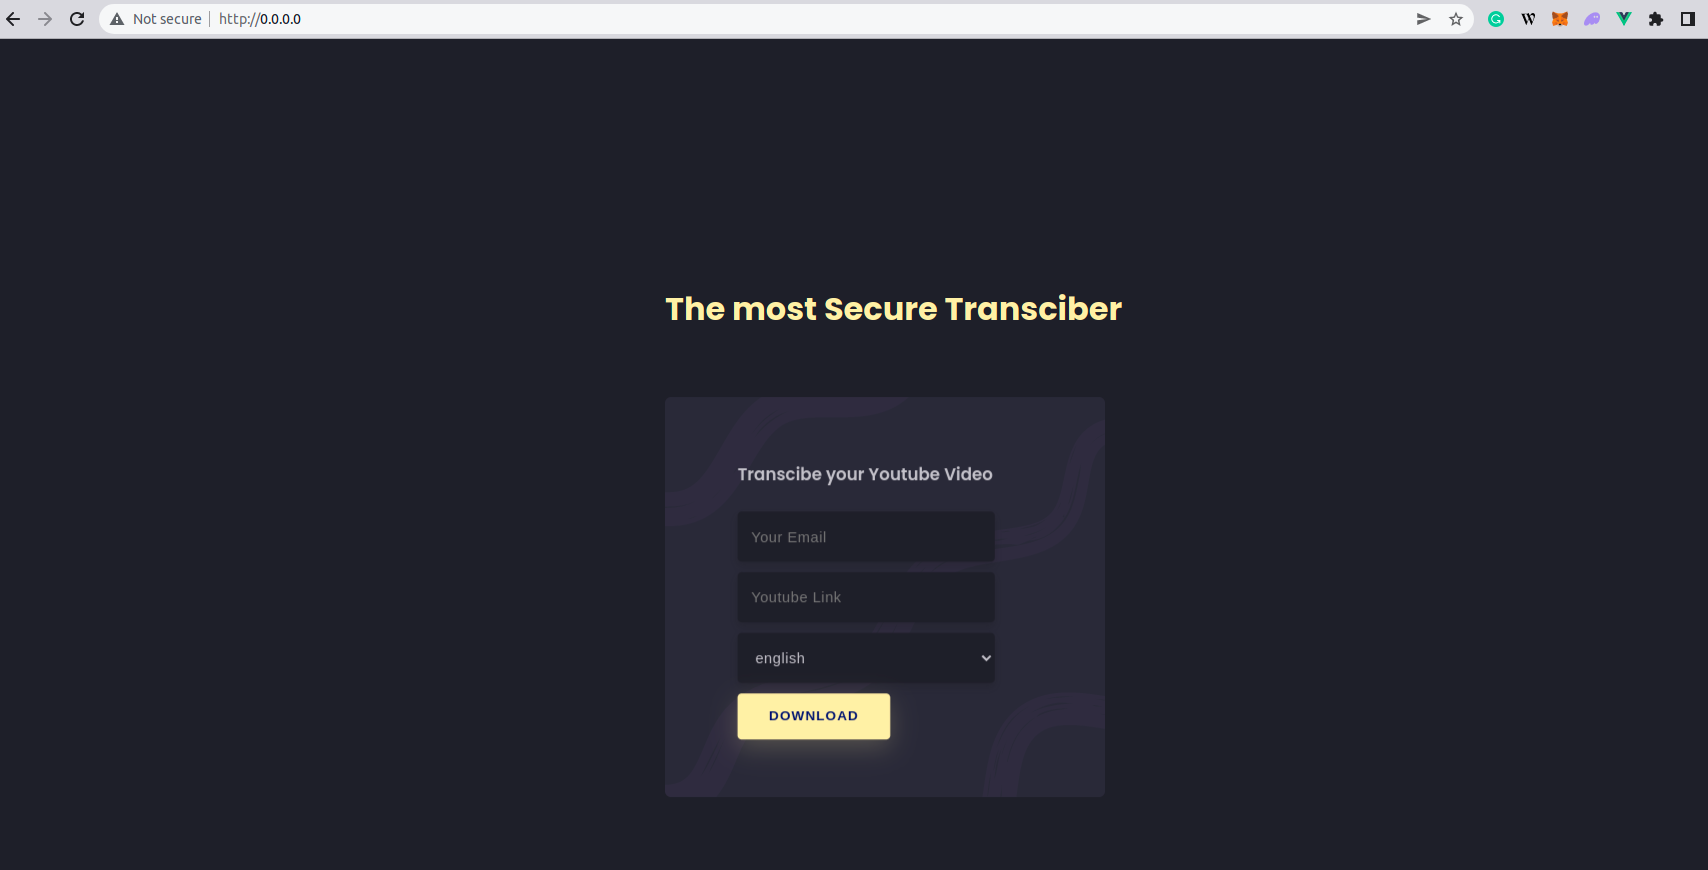 Not secure | http://0.0.0.0
The most Secure Transciber
Transcibe your Youtube Video
Your Email
Youtube Link
english
DOWNLOAD